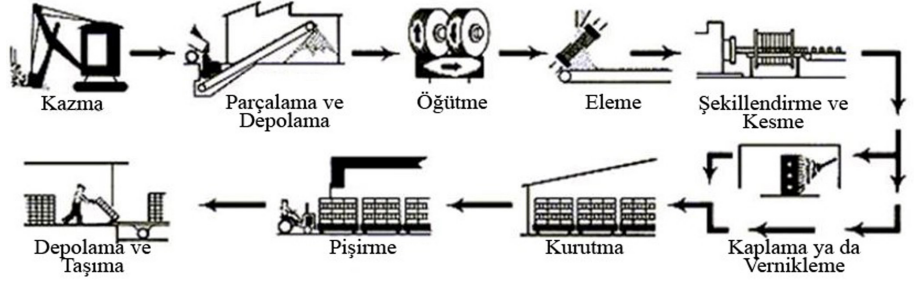 Kazma
Parçalama ve
Depolama
Öğütme
Eleme
Şekillendirme ve
Kesme
Kaplama ya da
Vernikleme
Kurutma
Pişirme
Depolama ve
Taşıma